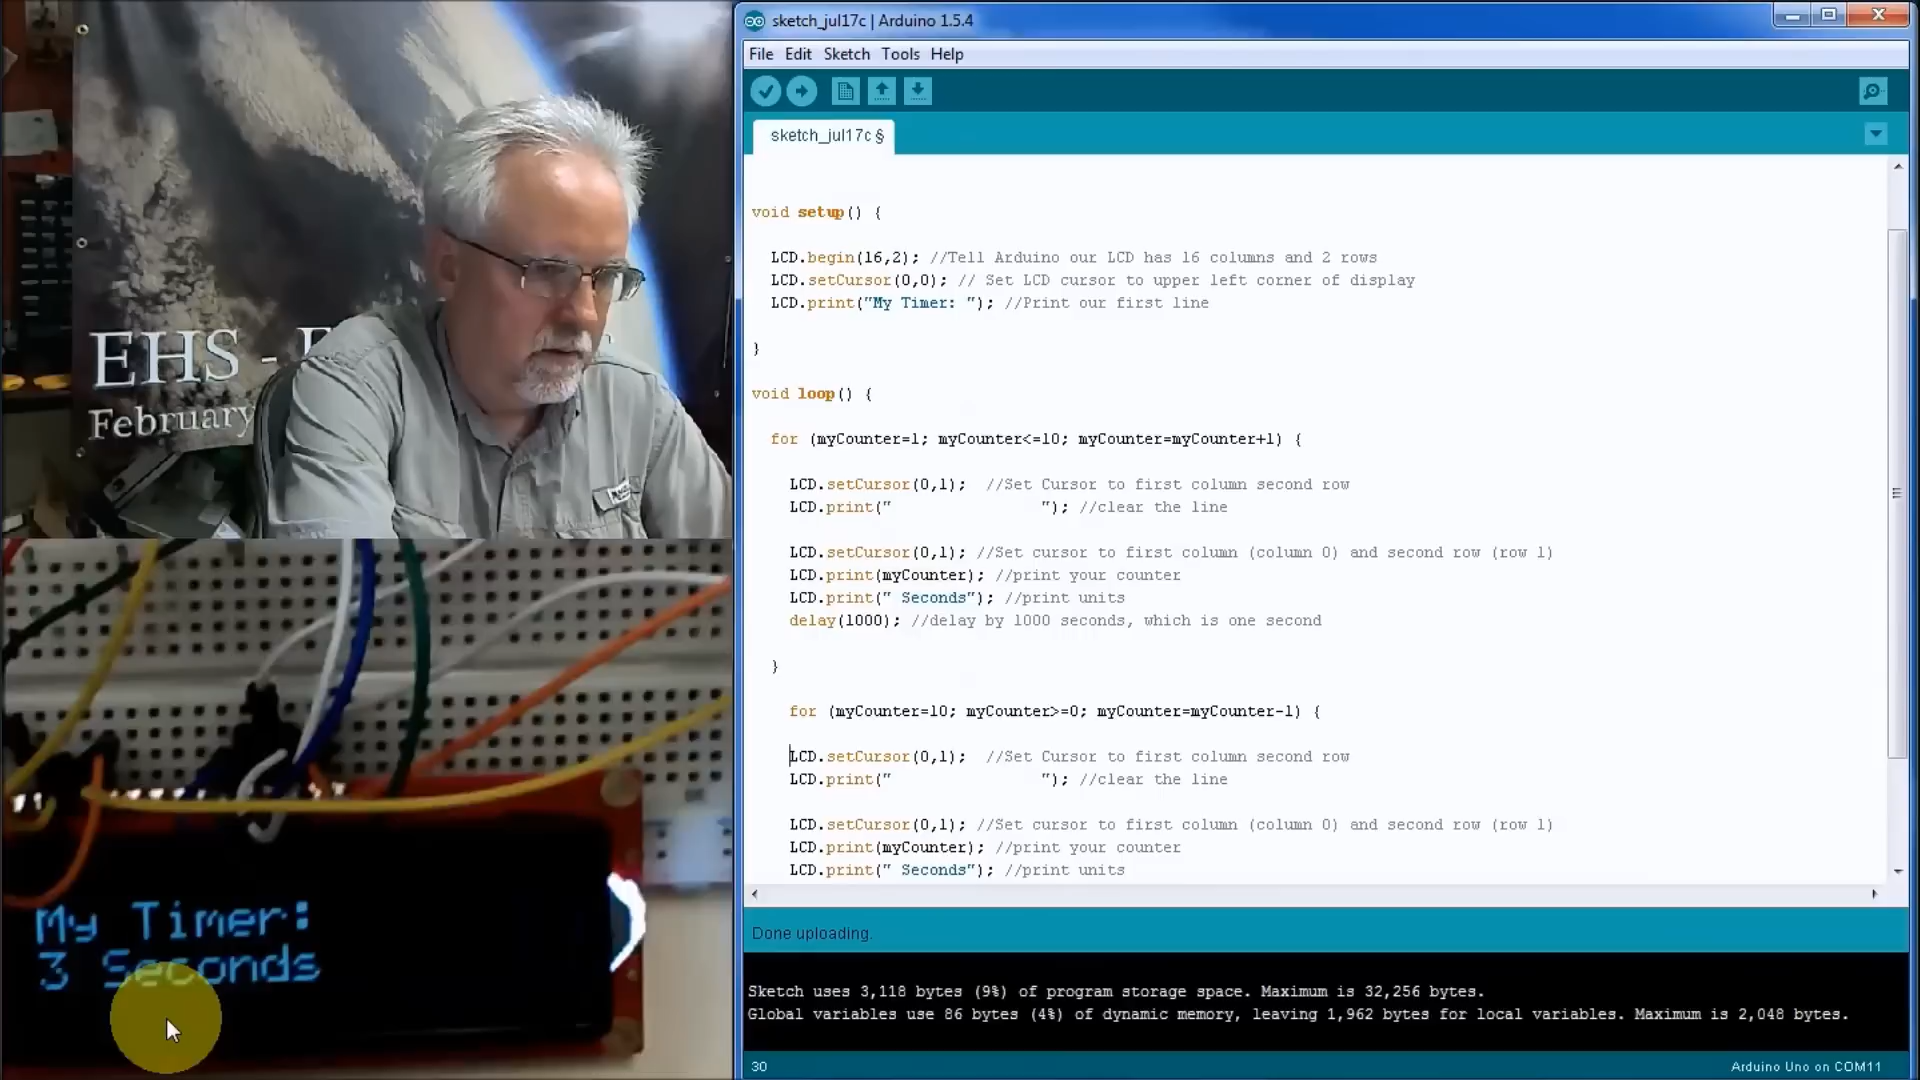 EHS -
February
My Timer:
3 Seconds
sketch_jul17c | Arduino 1.5.4
File Edit Sketch Tools Help
sketch_jul17c §
void setup() {
LCD.begin(16,2); //Tell Arduino our LCD has 16 columns and 2 rows
LCD.setCursor(0,0); // Set LCD cursor to upper left corner of display
LCD.print("My Timer: "); //Print our first line
}
void loop() {
for (myCounter=1; myCounter<=10; myCounter=myCounter+1) {
LCD.setCursor(0,1);  //Set Cursor to first column second row
LCD.print("                "); //clear the line
LCD.setCursor(0,1); //Set cursor to first column (column 0) and second row (row 1)
LCD.print(myCounter); //print your counter
LCD.print(" Seconds"); //print units
delay(1000); //delay by 1000 seconds, which is one second
}
for (myCounter=10; myCounter>=0; myCounter=myCounter-1) {
LCD.setCursor(0,1);  //Set Cursor to first column second row
LCD.print("                "); //clear the line
LCD.setCursor(0,1); //Set cursor to first column (column 0) and second row (row 1)
LCD.print(myCounter); //print your counter
LCD.print(" Seconds"); //print units
Done uploading.
Sketch uses 3,118 bytes (9%) of program storage space. Maximum is 32,256 bytes.
Global variables use 86 bytes (4%) of dynamic memory, leaving 1,962 bytes for local variables. Maximum is 2,048 bytes.
30
Arduino Uno on COM11